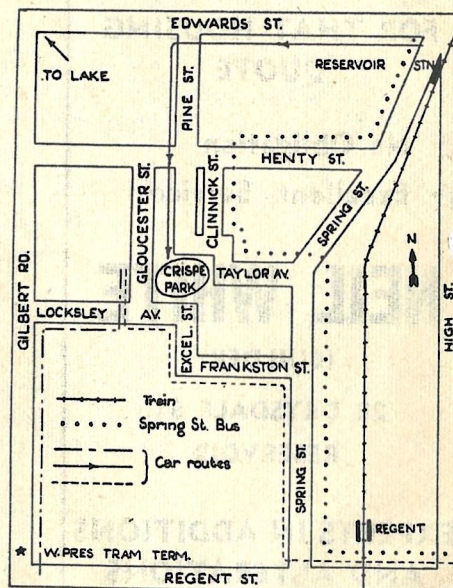 EDWARDS ST.
TO LAKE
PINE ST.
RESERVOIR
STN
HENTY ST.
GLOUCESTER ST.
CLINNICK ST.
SPRING ST.
N
CRISPE
PARK
TAYLOR AV.
GILBERT RD.
HIGH ST.
LOCKSLEY AV.
EXCEL. ST.
FRANKSTON ST.
Train
Spring St. Bus
Car routes
SPRING ST.
REGENT
* W. PRES TRAM TERM.
REGENT ST.